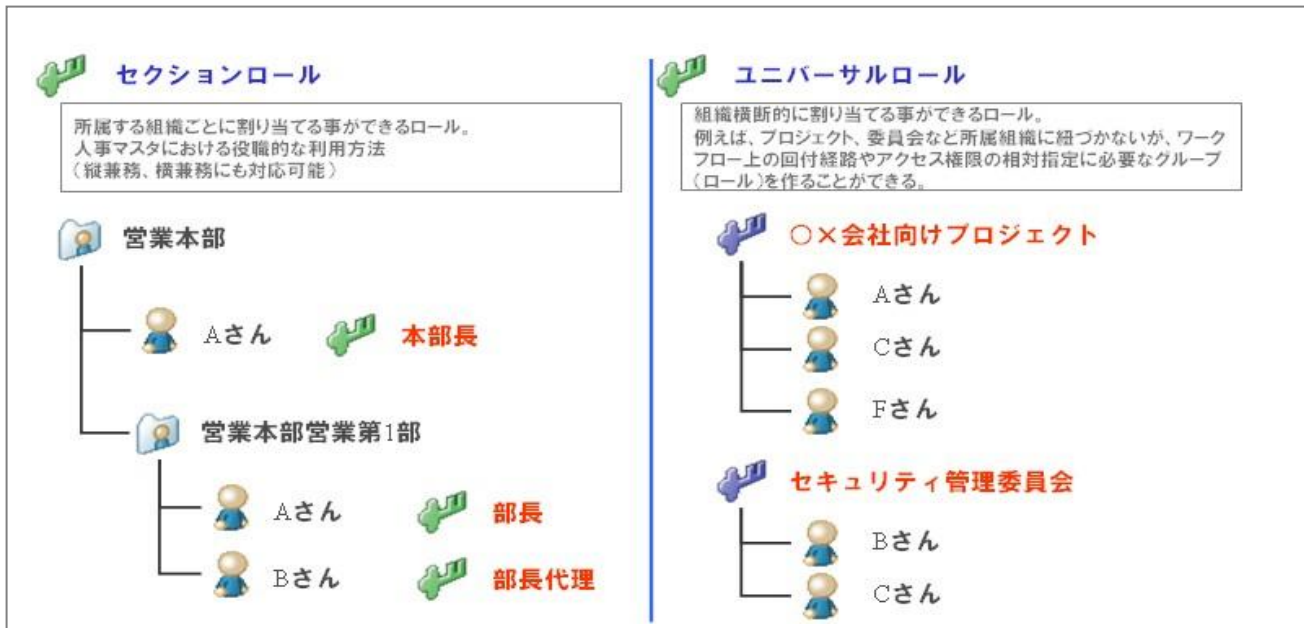 セクションロール
所属する組織ごとに割り当てる事ができるロール。
人事マスタにおける役職的な利用方法
（縦兼務、横兼務にも対応可能）
営業本部
Aさん
本部長
営業本部営業第1部
Aさん
部長
Bさん
部長代理
ユニバーサルロール
組織横断的に割り当てる事ができるロール。
例えば、プロジェクト、委員会など所属組織に紐づかないが、ワーク
フロー上の回付経路やアクセス権限の相対指定に必要なグループ
（ロール）を作ることができる。
○×会社向けプロジェクト
Aさん
Cさん
Fさん
セキュリティ管理委員会
Bさん
Cさん